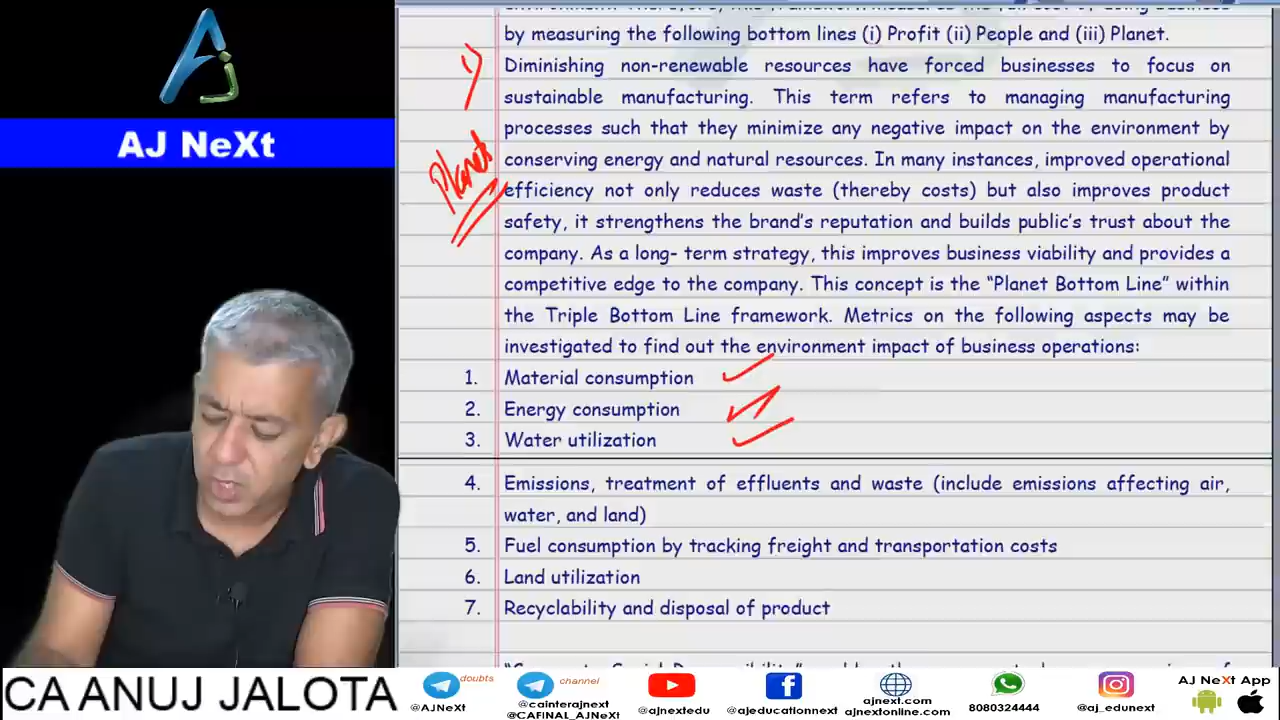 by measuring the following bottom lines (i) Profit (ii) People and (iii) Planet.
Diminishing non-renewable resources have forced businesses to focus on
sustainable manufacturing. This term refers to managing manufacturing
processes such that they minimize any negative impact on the environment by
conserving energy and natural resources. In many instances, improved operational
efficiency not only reduces waste (thereby costs) but also improves product
safety, it strengthens the brand's reputation and builds public's trust about the
company. As a long- term strategy, this improves business viability and provides a
competitive edge to the company. This concept is the "Planet Bottom Line" within
the Triple Bottom Line framework. Metrics on the following aspects may be
investigated to find out the environment impact of business operations:
1. Material consumption
2. Energy consumption
3. Water utilization
4. Emissions, treatment of effluents and waste (include emissions affecting air,
water, and land)
5. Fuel consumption by tracking freight and transportation costs
6. Land utilization
7. Recyclability and disposal of product
i)
Planet
AJ
AJ NeXt
CA ANUJ JALOTA
doubts
@AJNeXt
channel
@cainterajnext
@CAFINAL_AJNeXt
@ajnextedu
@ajeducationnext
ajnext.com
ajnextonline.com
8080324444
@aj_edunext
AJ NeXt App